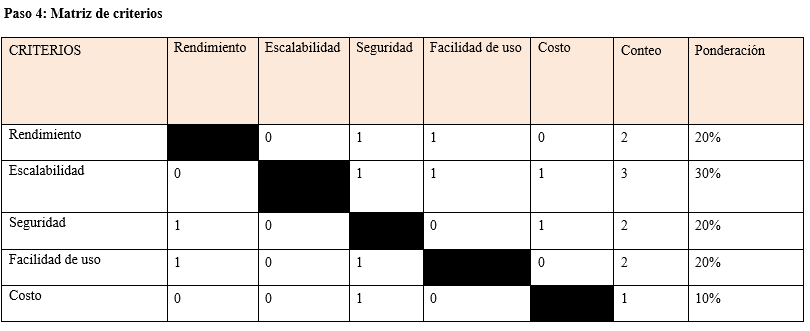 Paso 4: Matriz de criterios
CRITERIOS Rendimiento Escalabilidad Seguridad Facilidad de uso Costo Conteo Ponderación
Rendimiento 0 1 1 0 2 20%
Escalabilidad 0 1 1 1 3 30%
Seguridad 1 0 0 1 2 20%
Facilidad de uso 1 0 1 0 2 20%
Costo 0 0 1 0 1 10%